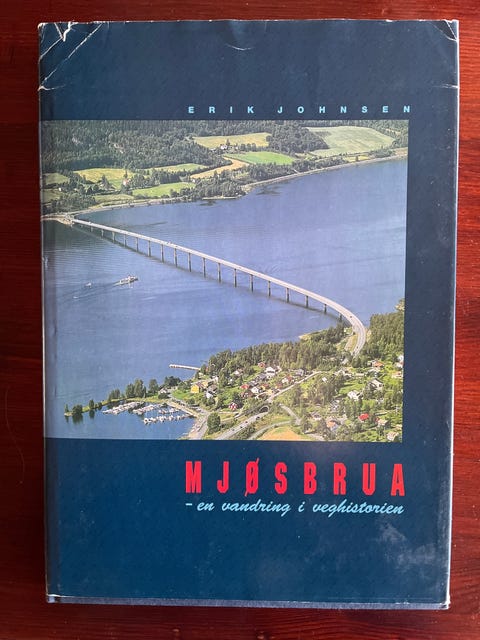 ERIK JOHNSEN
MJØSBRUA
- en vandring i veghistorien